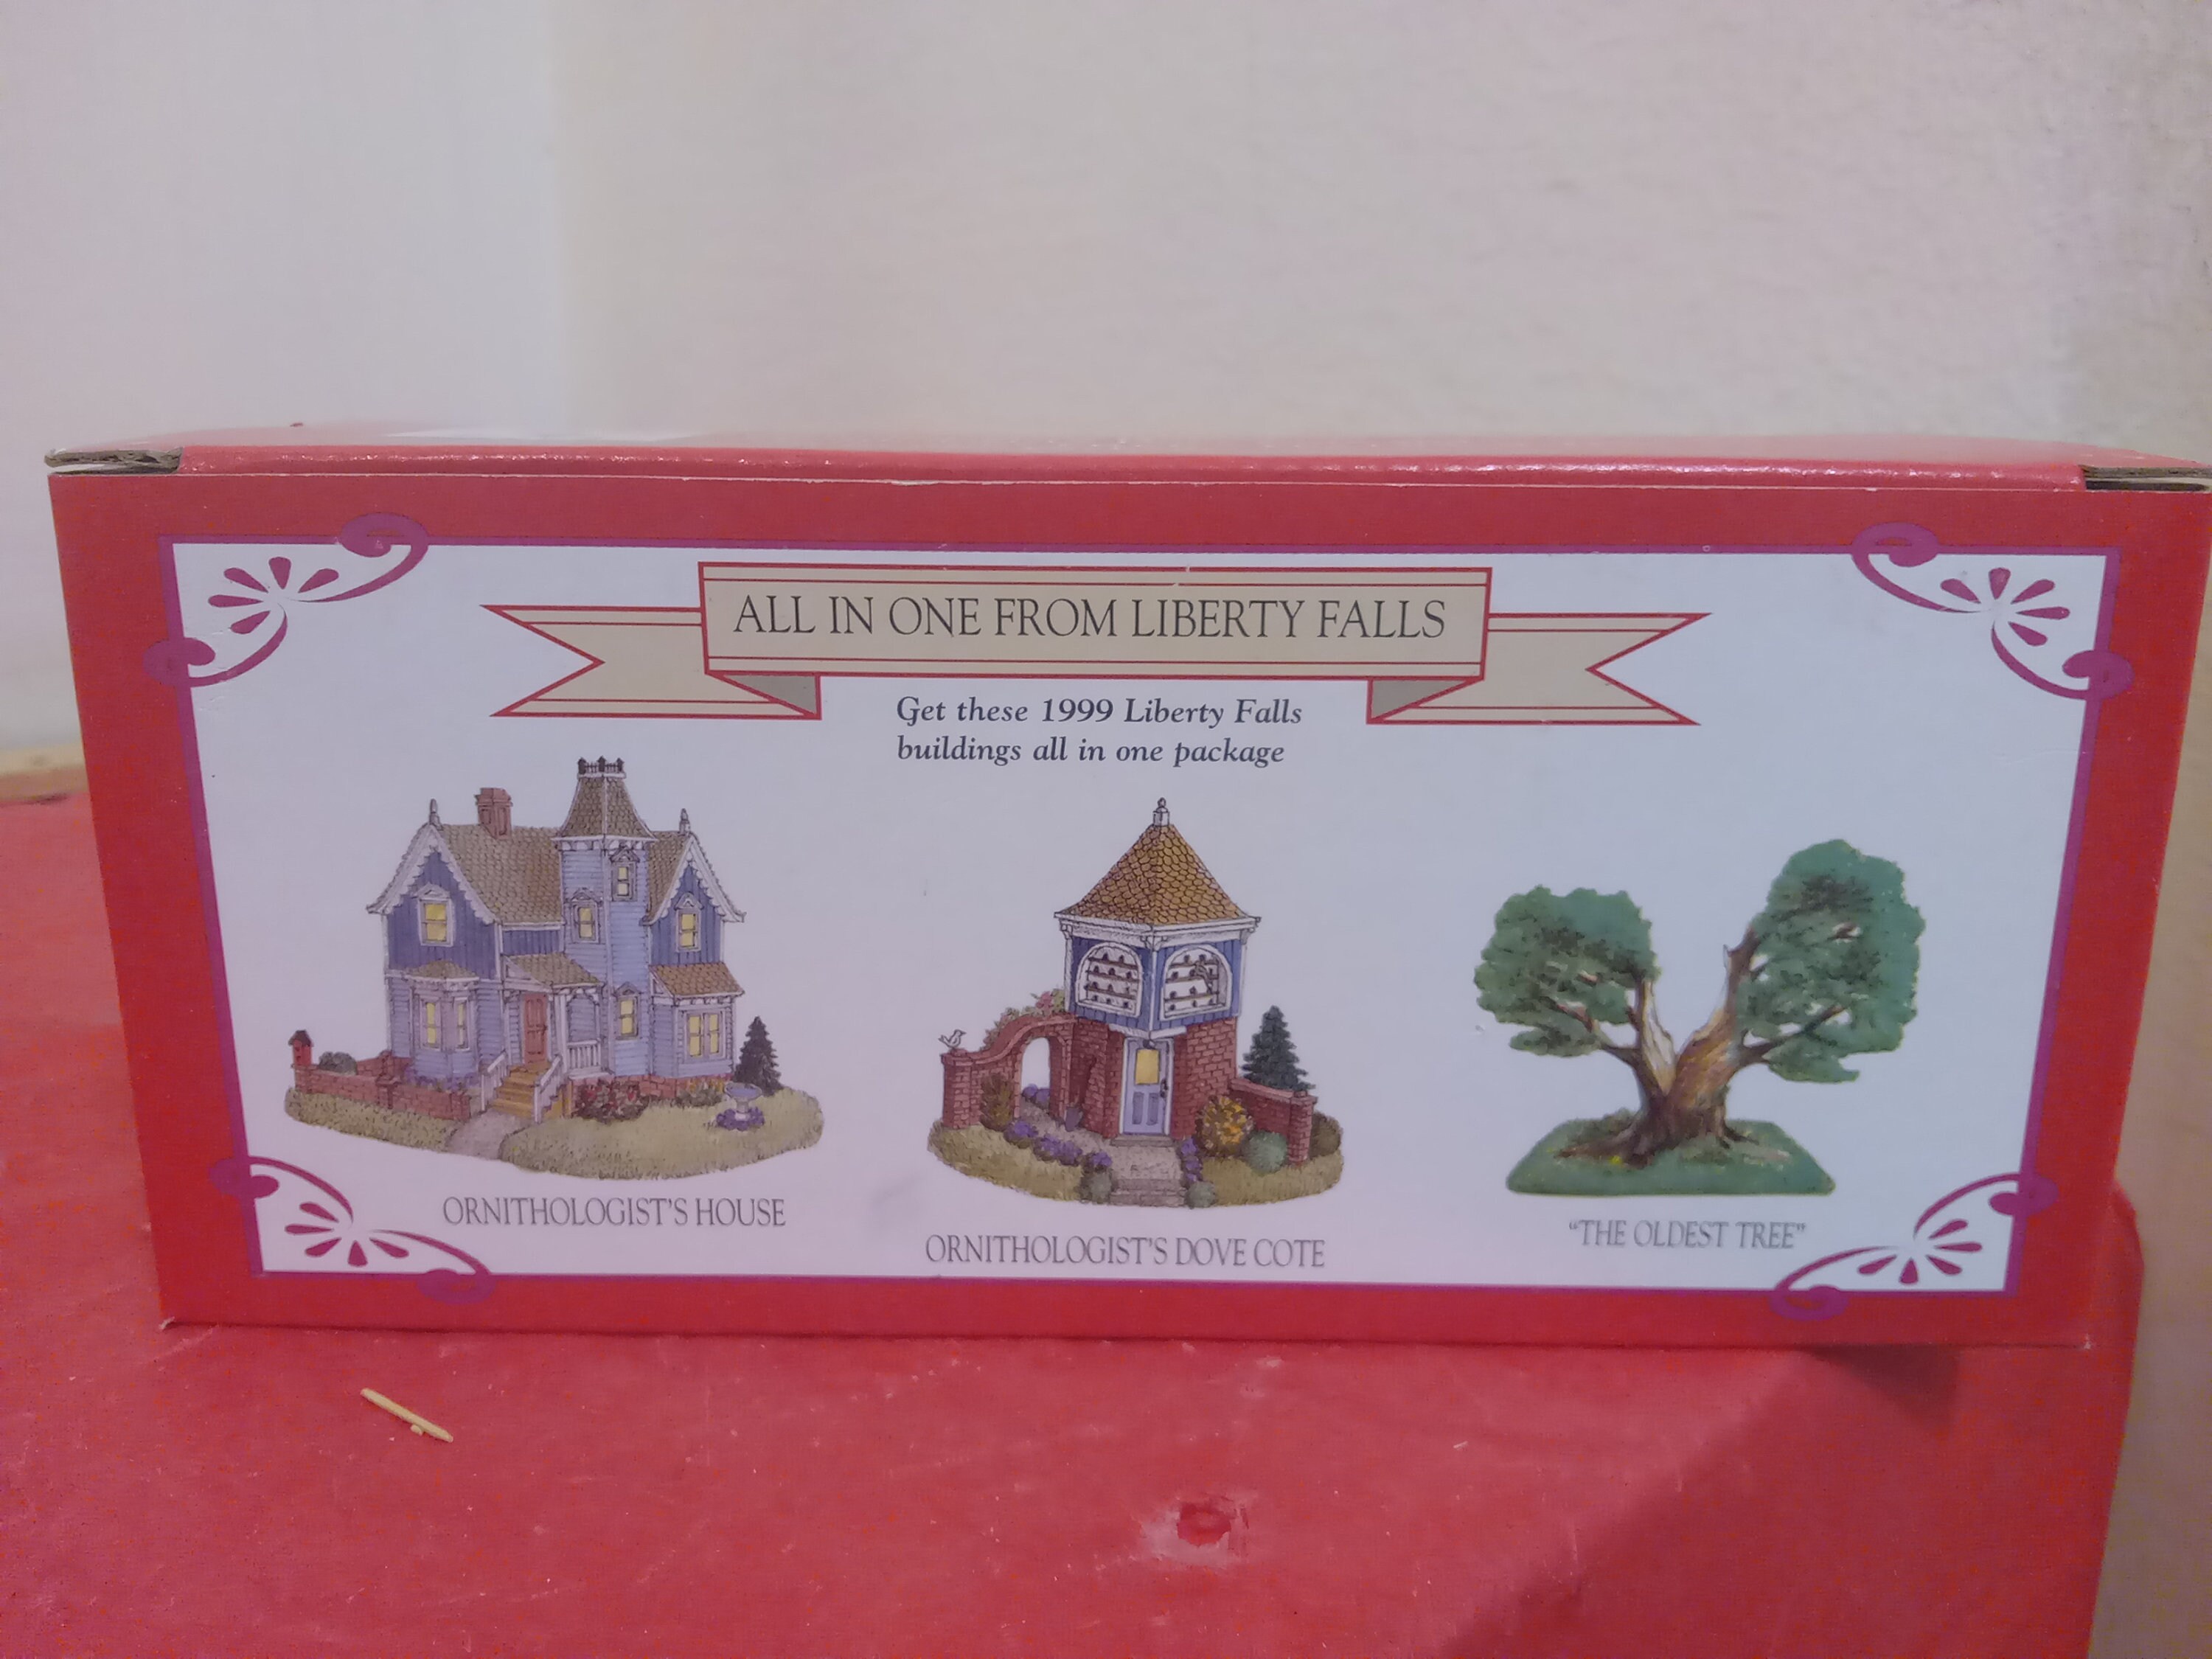 ALL IN ONE FROM LIBERTY FALLS
Get these 1999 Liberty Falls
buildings all in one package
ORNITHOLOGIST'S HOUSE
ORNITHOLOGIST'S DOVE COTE
"THE OLDEST TREE"